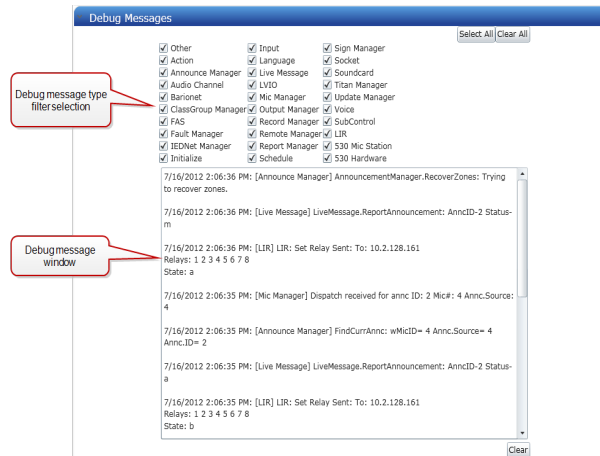 Debug Messages
Select All Clear All
Other Input Sign Manager
Action Language Socket
Announce Manager Live Message Soundcard
Audio Channel LVIO Titan Manager
Barionet Mic Manager Update Manager
ClassGroup Manager Output Manager Voice
FAS Record Manager SubControl
Fault Manager Remote Manager LIR
IEDNet Manager Report Manager 530 Mic Station
Initialize Schedule 530 Hardware
Debug message type
filter selection
7/16/2012 2:06:36 PM: [Announce Manager] AnnouncementManager.RecoverZones: Trying
to recover zones.
7/16/2012 2:06:36 PM: [Live Message] LiveMessage.ReportAnnouncement: AnncID-2 Status-
m
Debug message
window
7/16/2012 2:06:36 PM: [LIR] LIR: Set Relay Sent: To: 10.2.128.161
Relays: 1 2 3 4 5 6 7 8
State: a
7/16/2012 2:06:35 PM: [Mic Manager] Dispatch received for annc ID: 2 Mic#: 4 Annc.Source:
4
7/16/2012 2:06:35 PM: [Announce Manager] FindCurrAnnc: wMicID= 4 Annc.Source= 4
Annc.ID= 2
7/16/2012 2:06:35 PM: [Live Message] LiveMessage.ReportAnnouncement: AnncID-2 Status-
a
7/16/2012 2:06:35 PM: [LIR] LIR: Set Relay Sent: To: 10.2.128.161
Relays: 1 2 3 4 5 6 7 8
State: b
Clear